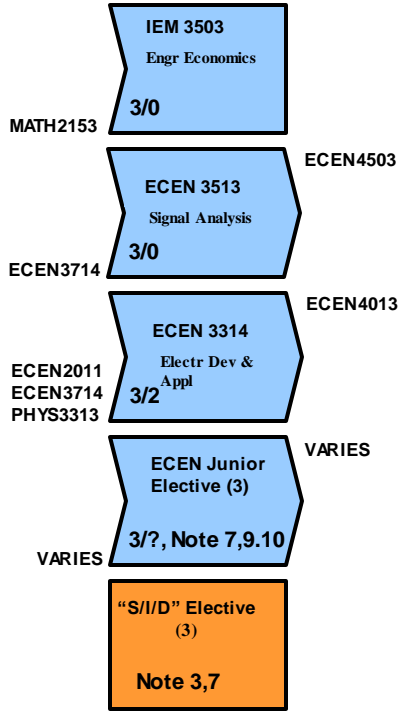 IEM 3503
Engr Economics
3/0
MATH2153
ECEN4503
ECEN 3513
Signal Analysis
3/0
ECEN3714
ECEN4013
ECEN 3314
Electr Dev &
Appl
3/2
ECEN2011
ECEN3714
PHYS3313
VARIES
ECEN Junior
Elective (3)
3/?, Note 7,9.10
VARIES
“S/I/D” Elective
(3)
Note 3,7